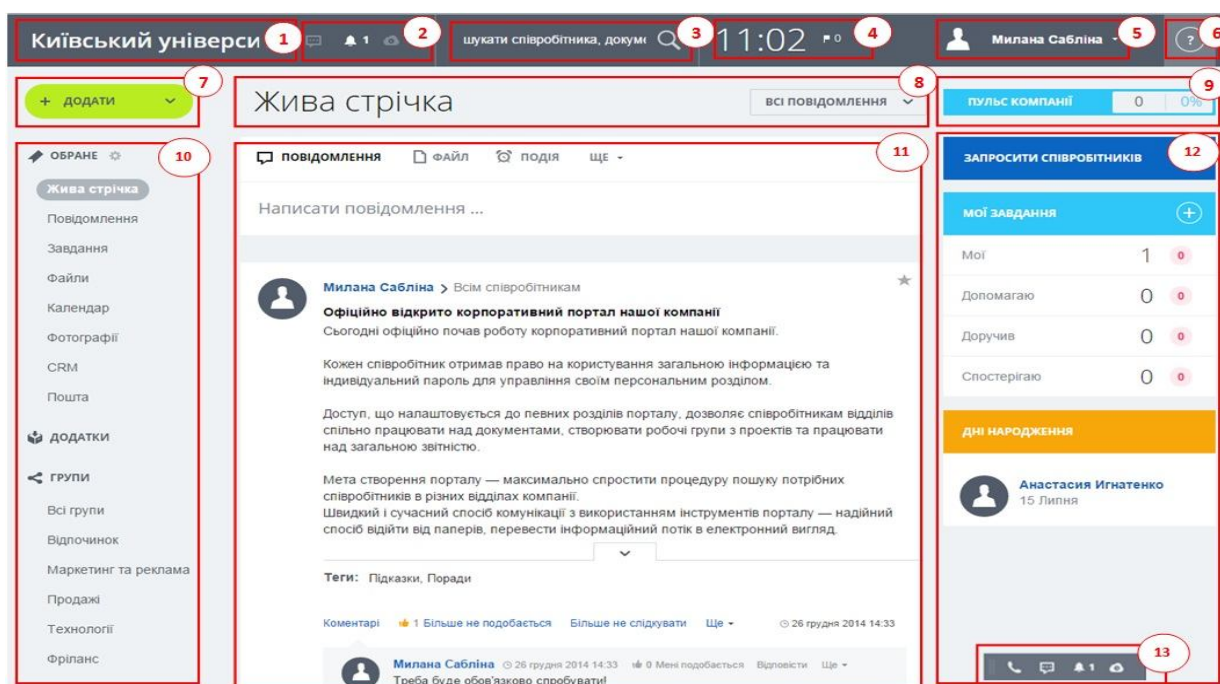 Київський універси
1
1
2
шукати співробітника, докуме
3
11:02
0
4
Милана Сабліна
5
?
6
+ ДОДАТИ
7
Жива стрічка
ВСІ ПОВІДОМЛЕННЯ
8
ПУЛЬС КОМПАНІЇ 0 0%
9
ОБРАНЕ
10
Жива стрічка
Повідомлення
Завдання
Файли
Календар
Фотографії
CRM
Пошта
ДОДАТКИ
ГРУПИ
Всі групи
Відпочинок
Маркетинг та реклама
Продажі
Технології
Фріланс
ПОВІДОМЛЕННЯ ФАЙЛ ПОДІЯ ЩЕ
11
Написати повідомлення ...
Милана Сабліна > Всім співробітникам
Офіційно відкрито корпоративний портал нашої компанії
Сьогодні офіційно почав роботу корпоративний портал нашої компанії.
Кожен співробітник отримав право на користування загальною інформацією та
індивідуальний пароль для управління своїм персональним розділом.
Доступ, що налаштовується до певних розділів порталу, дозволяє співробітникам відділів
спільно працювати над документами, створювати робочі групи з проектів та працювати
над загальною звітністю.
Мета створення порталу — максимально спростити процедуру пошуку потрібних
співробітників в різних відділах компанії.
Швидкий і сучасний спосіб комунікації з використанням інструментів порталу — надійний
спосіб відійти від паперів, перевести інформаційний потік в електронний вигляд.
Теги: Підказки, Поради
Коментарі 1 Більше не подобається Більше не слідкувати Ще 26 грудня 2014 14:33
Милана Сабліна 26 грудня 2014 14:33 0 Мені подобається Відповісти Ще
Треба буде обов'язково спробувати!
ЗАПРОСИТИ СПІВРОБІТНИКІВ
12
МОЇ ЗАВДАННЯ
Мої 1 0
Допомагаю 0 0
Доручив 0 0
Спостерігаю 0 0
ДНІ НАРОДЖЕННЯ
Анастасия Игнатенко
15 Липня
1
13